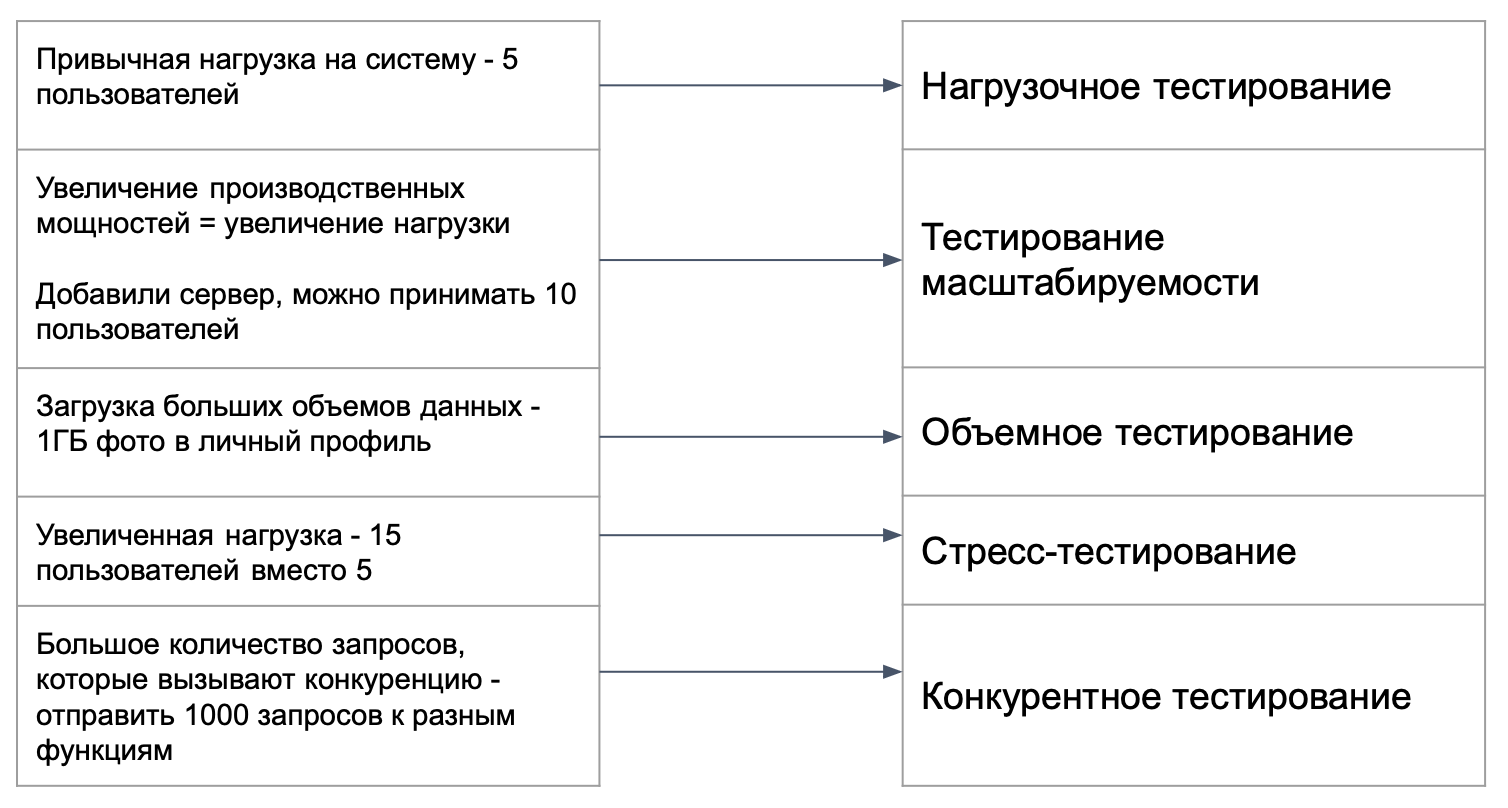 Привычная нагрузка на систему - 5
пользователей
Нагрузочное тестирование
Увеличение производственных
мощностей = увеличение нагрузки
Добавили сервер, можно принимать 10
пользователей
Тестирование
масштабируемости
Загрузка больших объемов данных -
1ГБ фото в личный профиль
Объемное тестирование
Увеличенная нагрузка - 15
пользователей вместо 5
Стресс-тестирование
Большое количество запросов,
которые вызывают конкуренцию -
отправить 1000 запросов к разным
функциям
Конкурентное тестирование